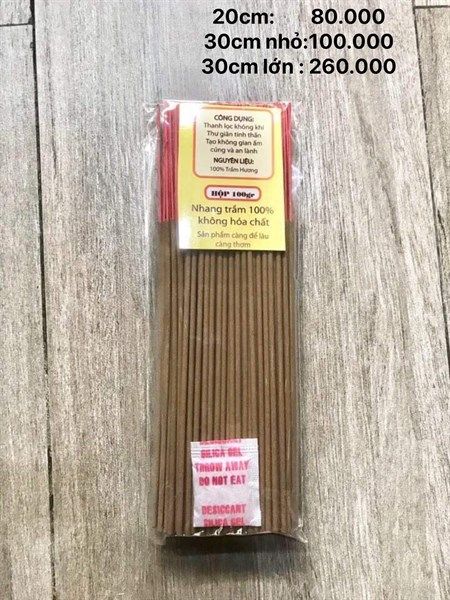 20cm: 80.000
30cm nhỏ:100.000
30cm lớn : 260.000
CÔNG DỤNG:
Thanh lọc không khí
Thư giãn tinh thần
Tạo không gian ấm
cúng và an lành
NGUYÊN LIỆU:
100% Trầm Hương
HỘP 100gr
Nhang trầm 100%
không hóa chất
Sản phẩm càng để lâu
càng thơm
DESICCANT
SILICA GEL
THROW AWAY
DO NOT EAT
DESICCANT
SILICA GEL